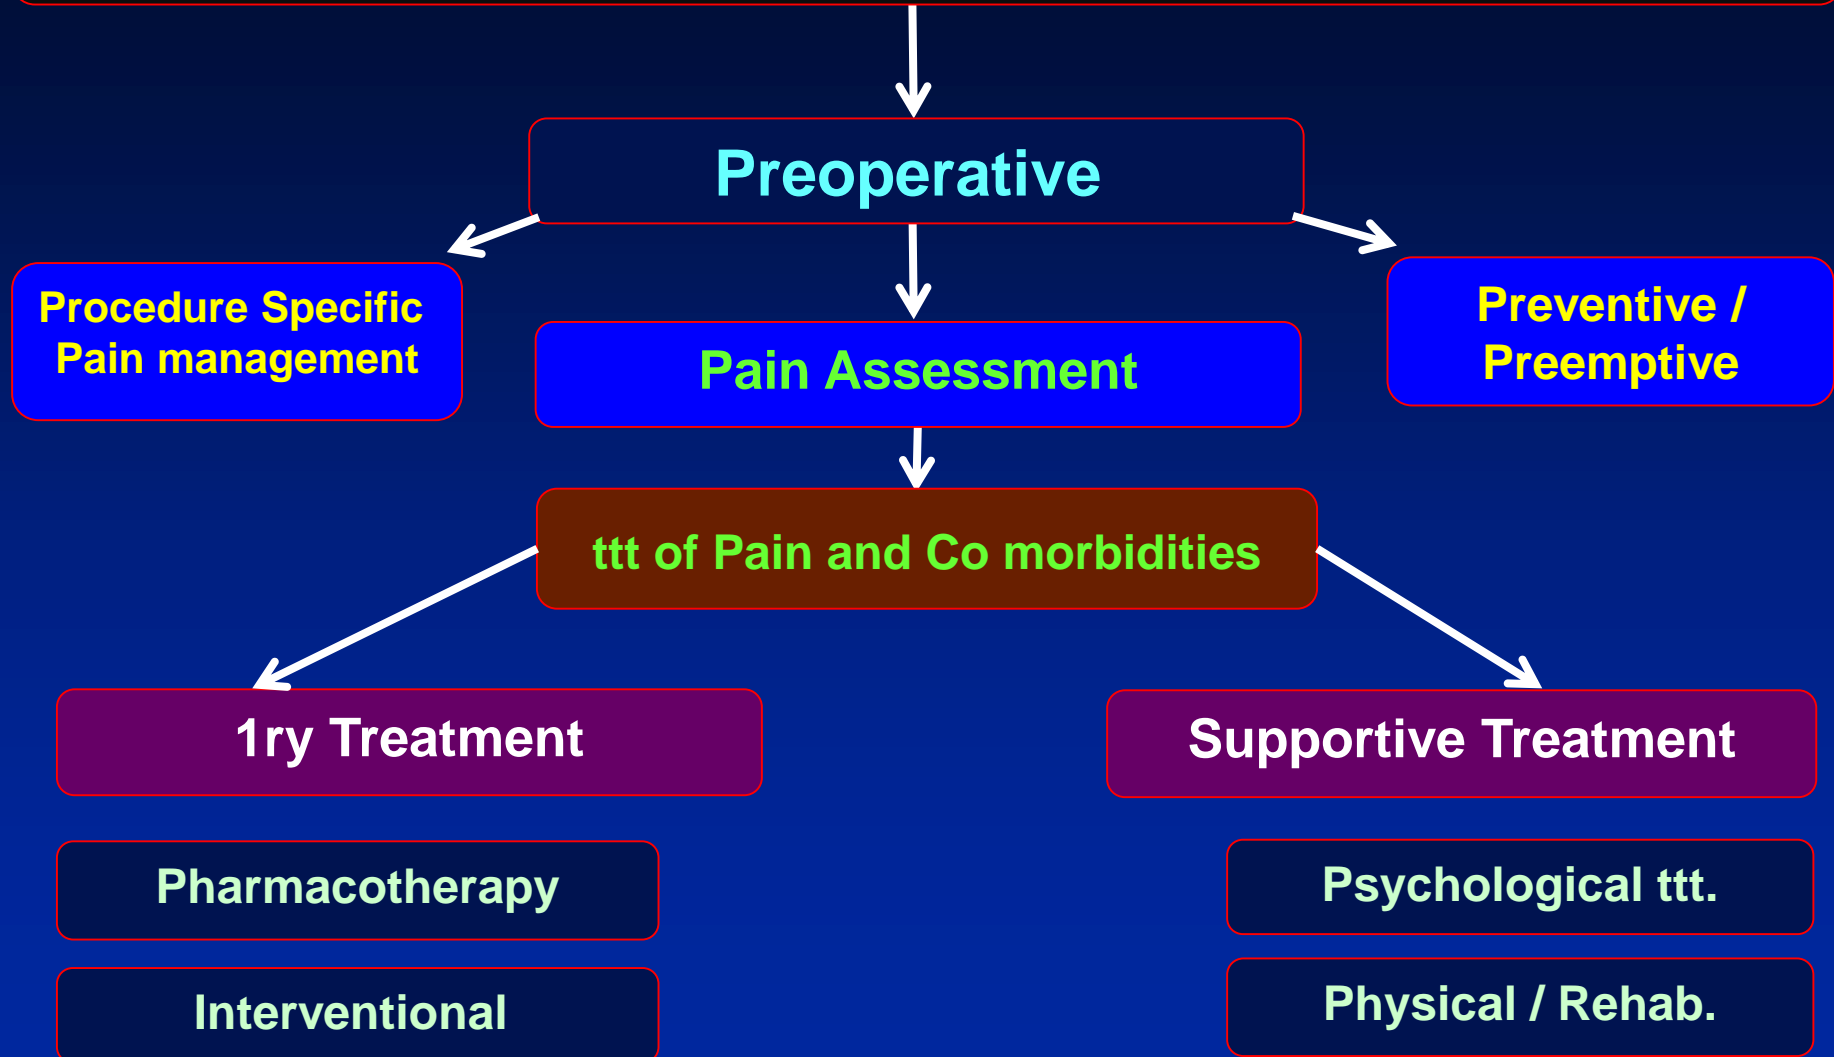 Preoperative
Procedure Specific
Pain management
Pain Assessment
Preventive /
Preemptive
ttt of Pain and Co morbidities
1ry Treatment
Supportive Treatment
Pharmacotherapy
Psychological ttt.
Interventional
Physical / Rehab.